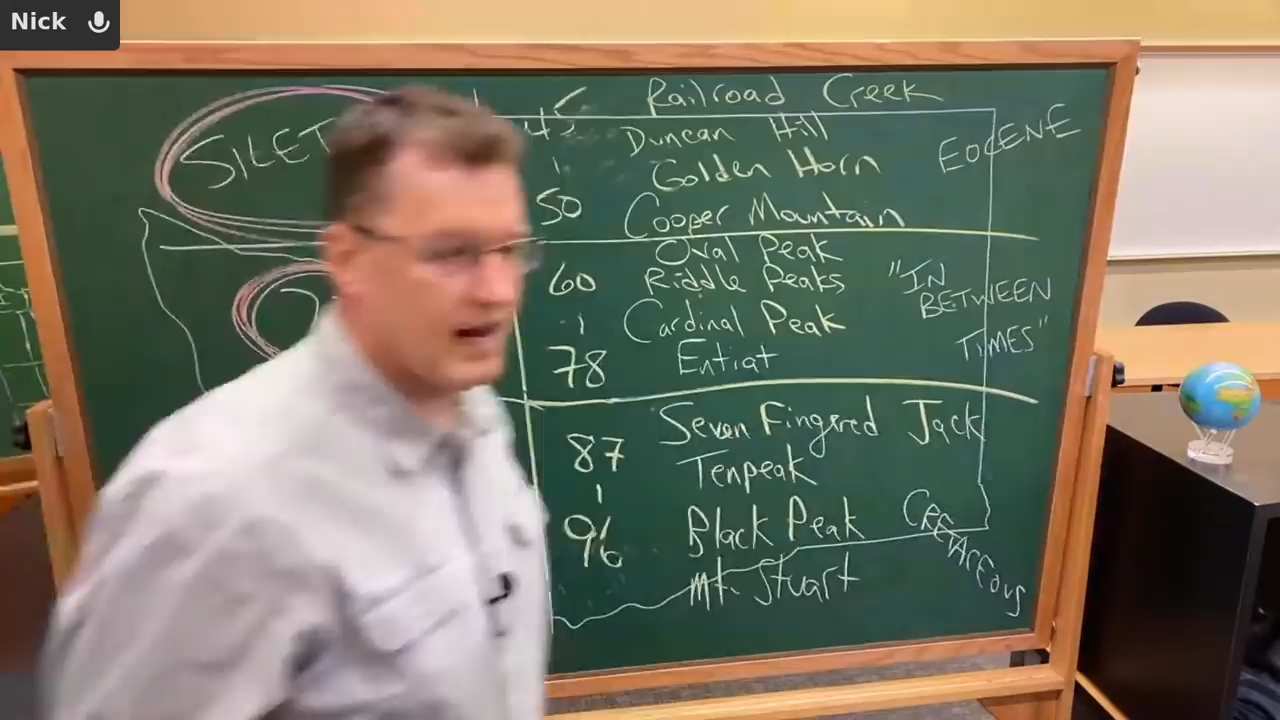 Nick
Railroad Creek
SILET
45 Duncan Hill
EOCENE
Golden Horn
50 Cooper Mountain
Oval Peak
60 Riddle Peaks
"IN
BETWEEN
TIMES"
Cardinal Peak
78 Entiat
Seven Fingered Jack
87 Tenpeak
96 Black Peak
CRETACEOUS
Mt. Stuart